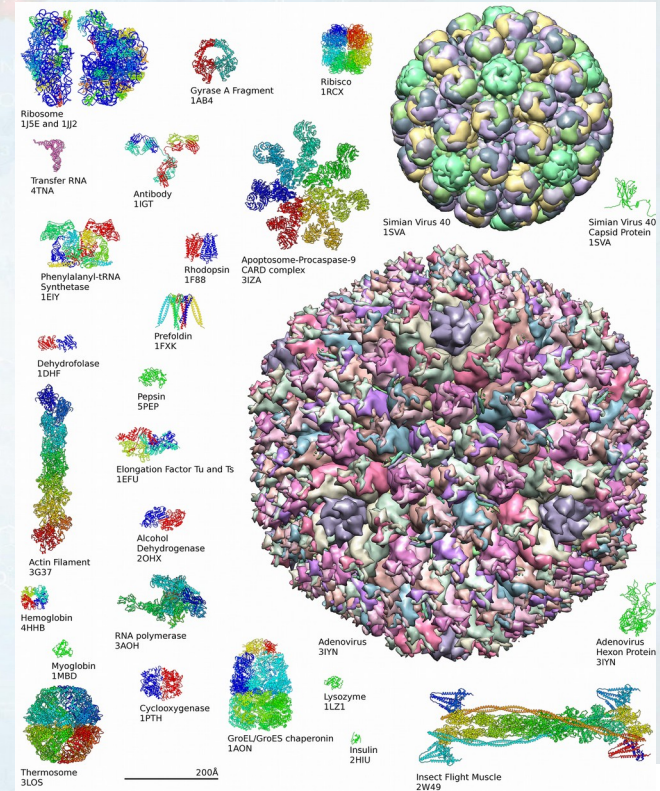 Ribosome
1J5E and 1JJ2
Gyrase A Fragment
1AB4
Ribisco
1RCX
Transfer RNA
4TNA
Antibody
1IGT
Simian Virus 40
1SVA
Simian Virus 40
Capsid Protein
1SVA
Phenylalanyl-tRNA
Synthetase
1EIY
Rhodopsin
1F88
Apoptosome-Procaspase-9
CARD complex
3IZA
Prefoldin
1FXK
Dehydrofolase
1DHF
Pepsin
5PEP
Elongation Factor Tu and Ts
1EFU
Actin Filament
3G37
Alcohol
Dehydrogenase
2OHX
Hemoglobin
4HHB
RNA polymerase
3AOH
Adenovirus
3IYN
Adenovirus
Hexon Protein
3IYN
Myoglobin
1MBD
Cyclooxygenase
1PTH
Lysozyme
1LZ1
GroEL/GroES chaperonin
1AON
Insulin
2HIU
Thermosome
3LOS
200Å
Insect Flight Muscle
2W49